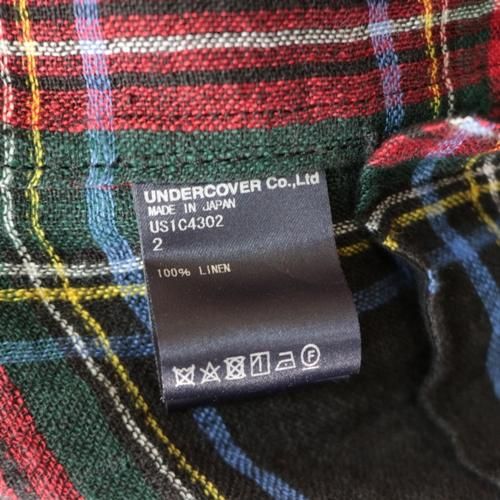 UNDERCOVER Co.,Ltd
MADE IN JAPAN
US1C4302
2
100% LINEN